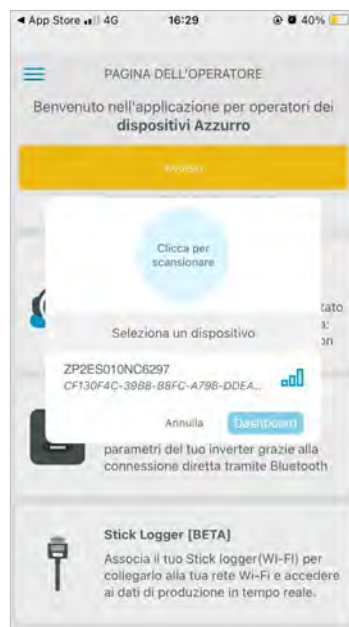 App Store 4G 16:29 40%
PAGINA DELL'OPERATORE
Benvenuto nell'applicazione per operatori dei
dispositivi Azzurro
AVVISO
Clicca per
scansionare
tato
a:
on
Seleziona un dispositivo
ZP2ES010NC6297
CF130F4C-39B8-B8FC-A79B-DDEA...
Annulla Dashboard
parametri del tuo inverter grazie alla
connessione diretta tramite Bluetooth
Stick Logger [BETA]
Associa il tuo Stick logger(WI-FI) per
collegarlo alla tua rete Wi-Fi e accedere
ai dati di produzione in tempo reale.